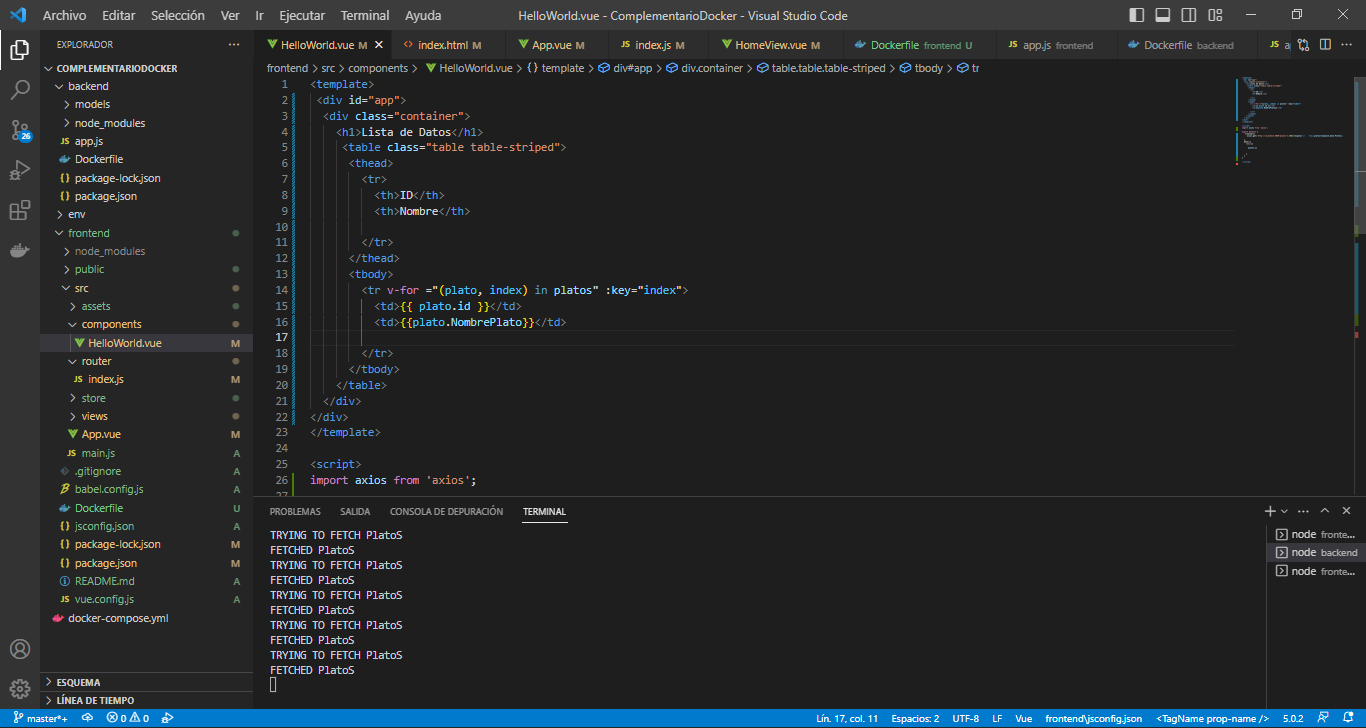 Archivo Editar Selección Ver Ir Ejecutar Terminal Ayuda HelloWorld.vue - ComplementarioDocker - Visual Studio Code
EXPLORADOR
COMPLEMENTARIODOCKER
backend
models
node_modules
JS app.js
Dockerfile
{} package-lock.json
{} package.json
env
frontend
node_modules
public
src
assets
components
HelloWorld.vue M
router
JS index.js M
store
views
App.vue M
JS main.js A
.gitignore A
babel.config.js A
Dockerfile U
{} jsconfig.json A
{} package-lock.json M
{} package.json M
README.md A
JS vue.config.js A
docker-compose.yml
ESQUEMA
LÍNEA DE TIEMPO
26
HelloWorld.vue M <> index.html M App.vue M JS index.js M HomeView.vue M Dockerfile frontend U JS app.js frontend Dockerfile backend JS
frontend > src > components > HelloWorld.vue > {} template > div#app > div.container > table.table.table-striped > tbody > tr
1 <template>
2 <div id="app">
3 <div class="container">
4 <h1>Lista de Datos</h1>
5 <table class="table table-striped">
6 <thead>
7 <tr>
8 <th>ID</th>
9 <th>Nombre</th>
10
11 </tr>
12 </thead>
13 <tbody>
14 <tr v-for ="(plato, index) in platos" :key="index">
15 <td>{{ plato.id }}</td>
16 <td>{{plato.NombrePlato}}</td>
17
18 </tr>
19 </tbody>
20 </table>
21 </div>
22 </div>
23 </template>
24
25 <script>
26 import axios from 'axios';
27
PROBLEMAS SALIDA CONSOLA DE DEPURACIÓN TERMINAL
TRYING TO FETCH PlatoS
FETCHED PlatoS
TRYING TO FETCH PlatoS
FETCHED PlatoS
TRYING TO FETCH PlatoS
FETCHED PlatoS
TRYING TO FETCH PlatoS
FETCHED PlatoS
TRYING TO FETCH PlatoS
FETCHED PlatoS
node fronte...
node backend
node fronte...
master*+ 0 0 Lín. 17, col. 11 Espacios: 2 UTF-8 LF Vue frontend\jsconfig.json <TagName prop-name /> 5.0.2